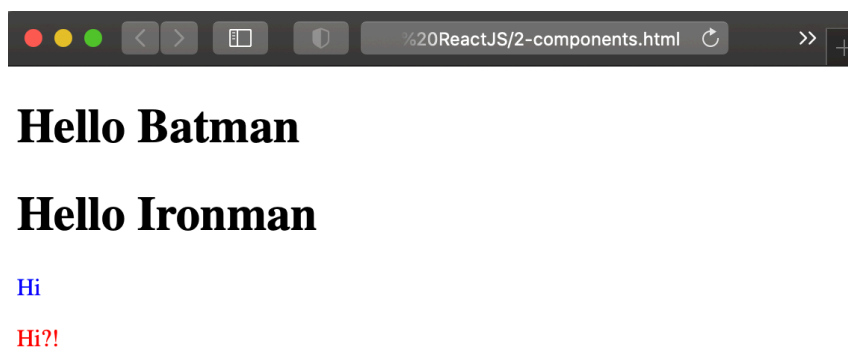 %20ReactJS/2-components.html
Hello Batman
Hello Ironman
Hi
Hi?!